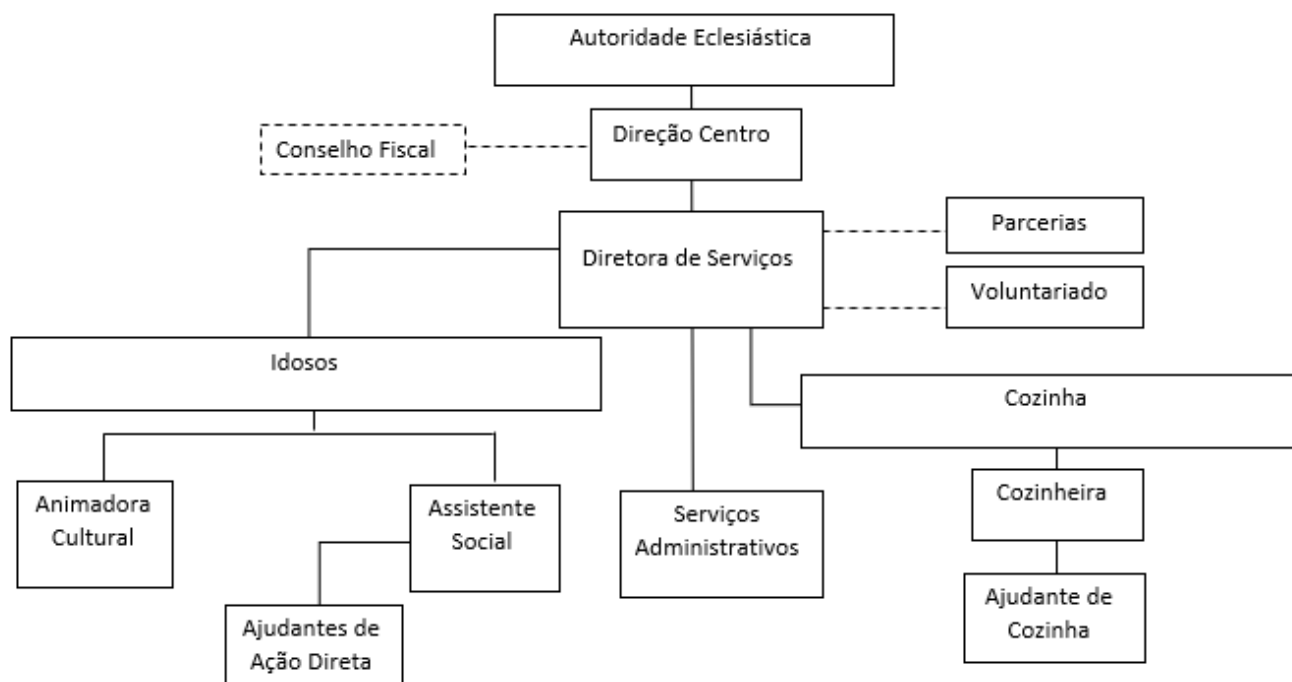 Autoridade Eclesiástica
Direção Centro
Conselho Fiscal
Diretora de Serviços
Parcerias
Voluntariado
Idosos
Cozinha
Animadora
Cultural
Assistente
Social
Serviços
Administrativos
Cozinheira
Ajudantes de
Ação Direta
Ajudante de
Cozinha